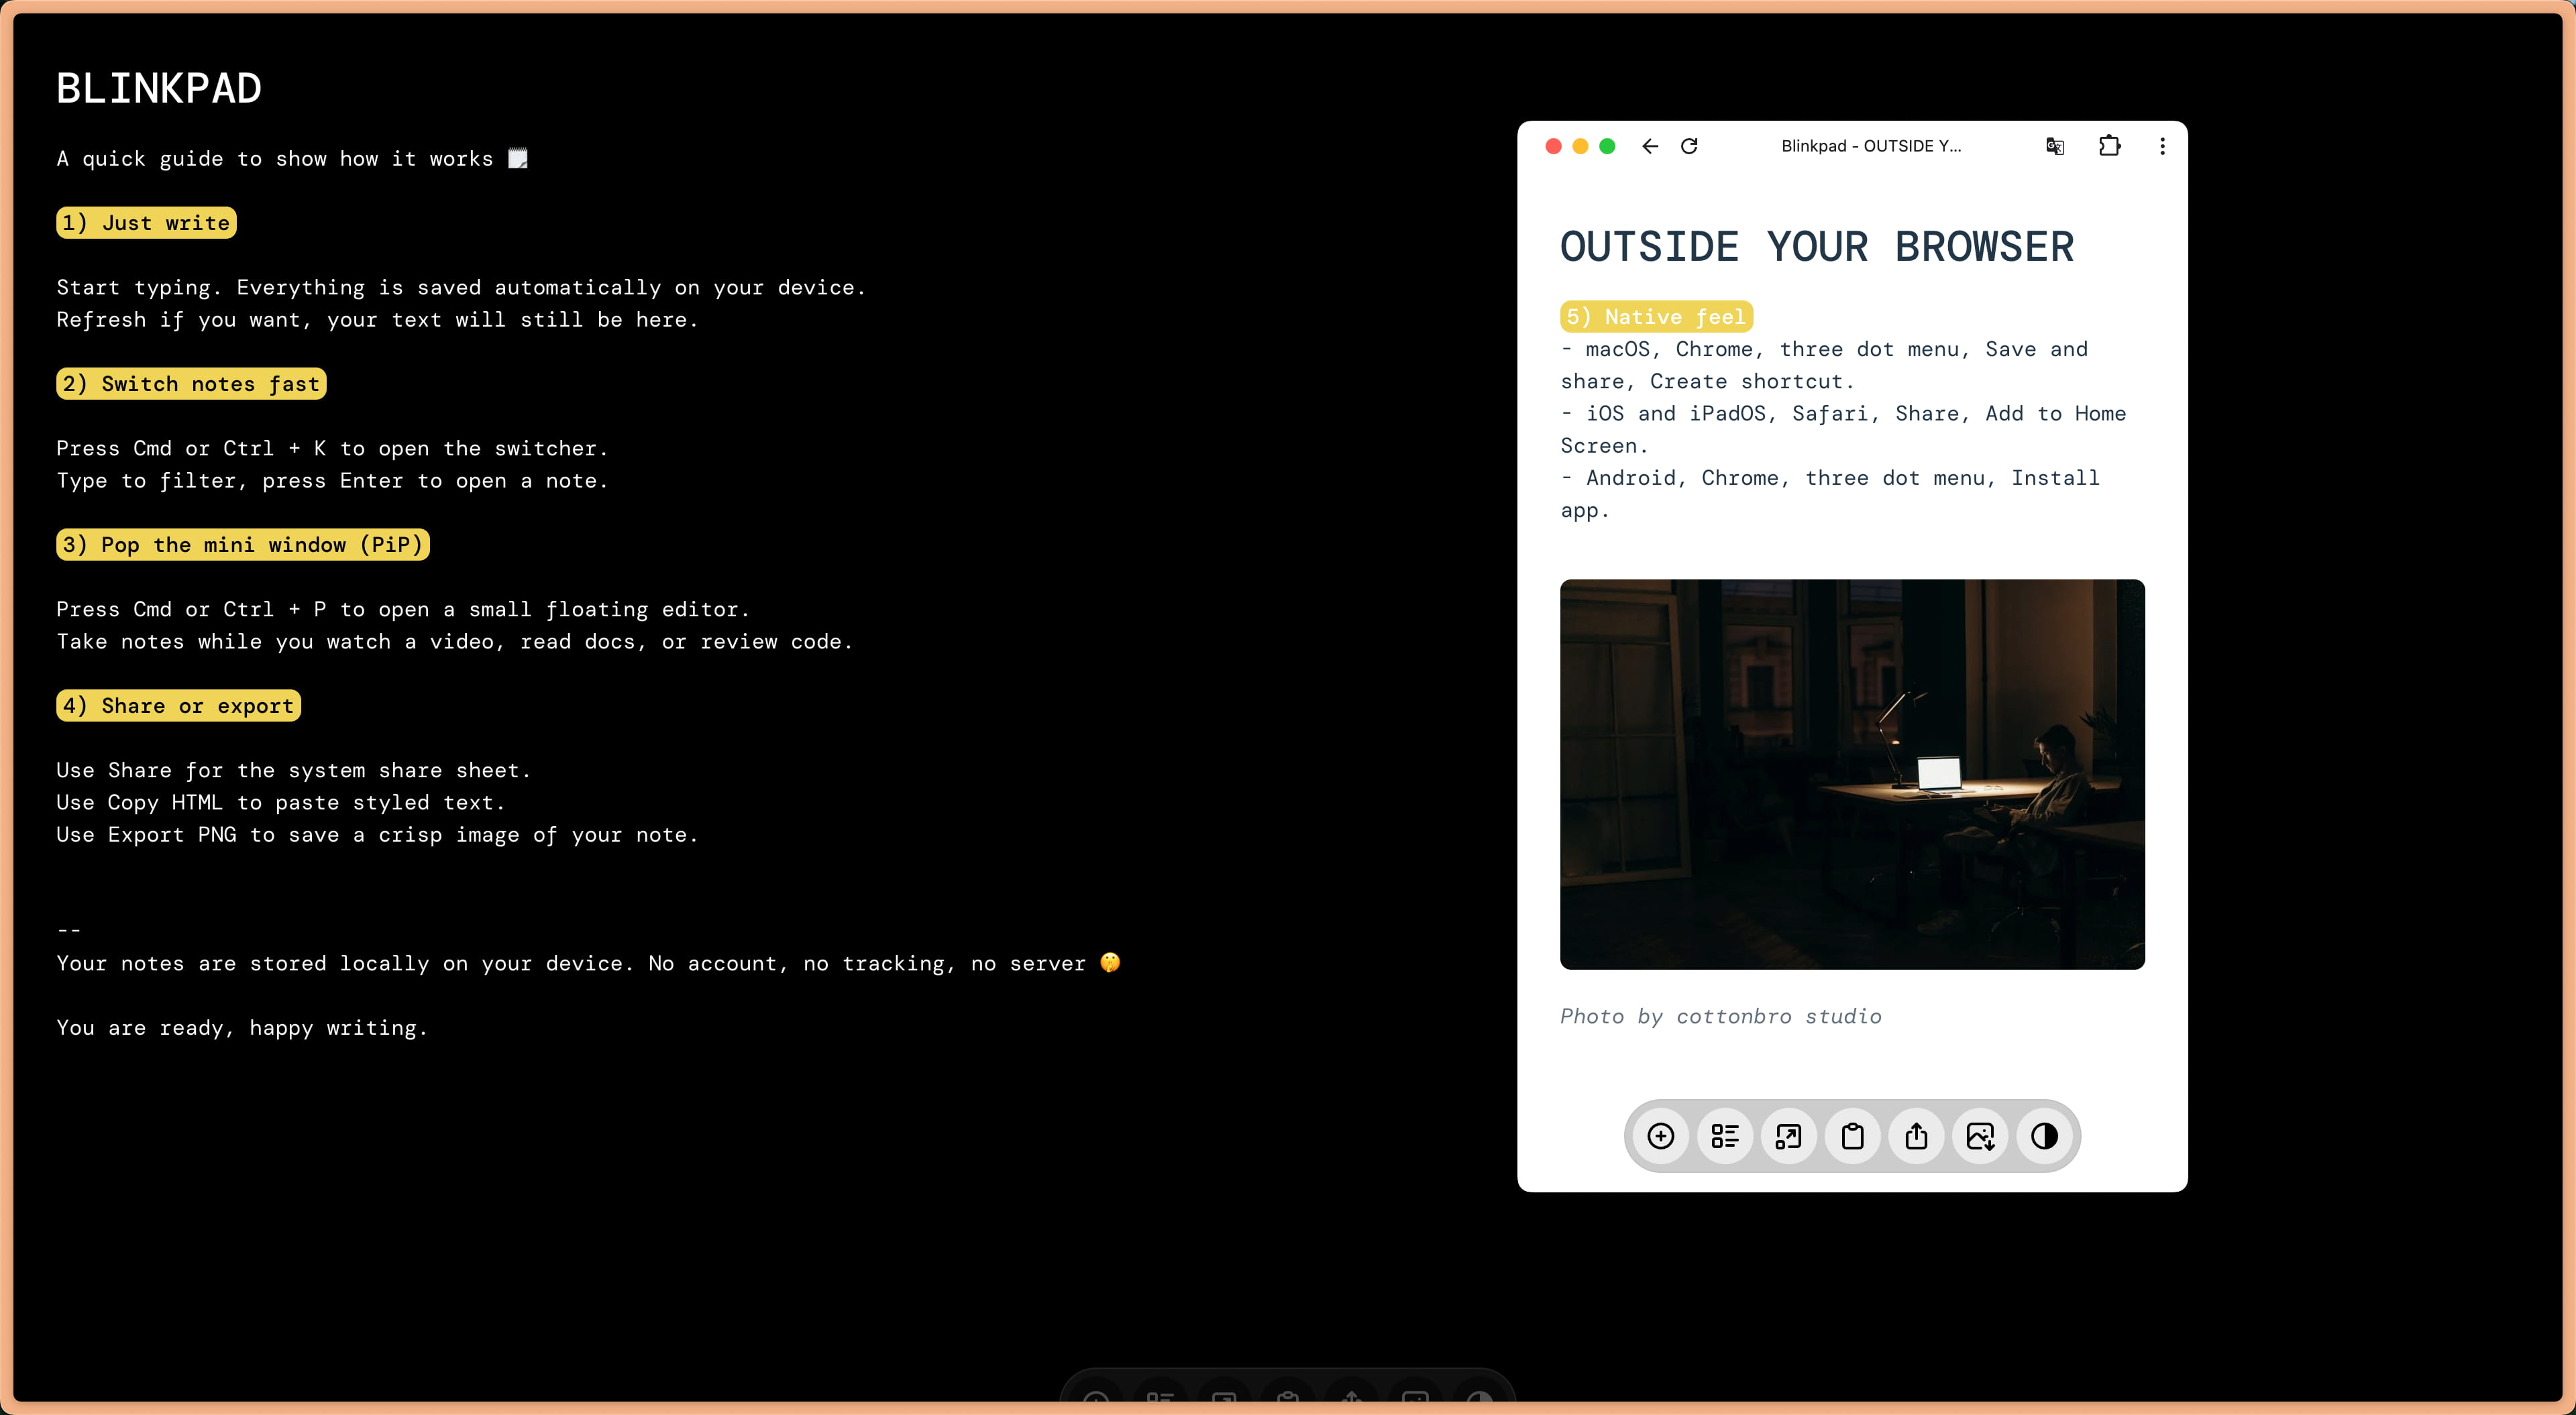 BLINKPAD
A quick guide to show how it works 🗒️
1) Just write
Start typing. Everything is saved automatically on your device.
Refresh if you want, your text will still be here.
2) Switch notes fast
Press Cmd or Ctrl + K to open the switcher.
Type to filter, press Enter to open a note.
3) Pop the mini window (PiP)
Press Cmd or Ctrl + P to open a small floating editor.
Take notes while you watch a video, read docs, or review code.
4) Share or export
Use Share for the system share sheet.
Use Copy HTML to paste styled text.
Use Export PNG to save a crisp image of your note.
--
Your notes are stored locally on your device. No account, no tracking, no server 🤫
You are ready, happy writing.
Blinkpad - OUTSIDE Y...
OUTSIDE YOUR BROWSER
5) Native feel
- macOS, Chrome, three dot menu, Save and
share, Create shortcut.
- iOS and iPadOS, Safari, Share, Add to Home
Screen.
- Android, Chrome, three dot menu, Install
app.
Photo by cottonbro studio